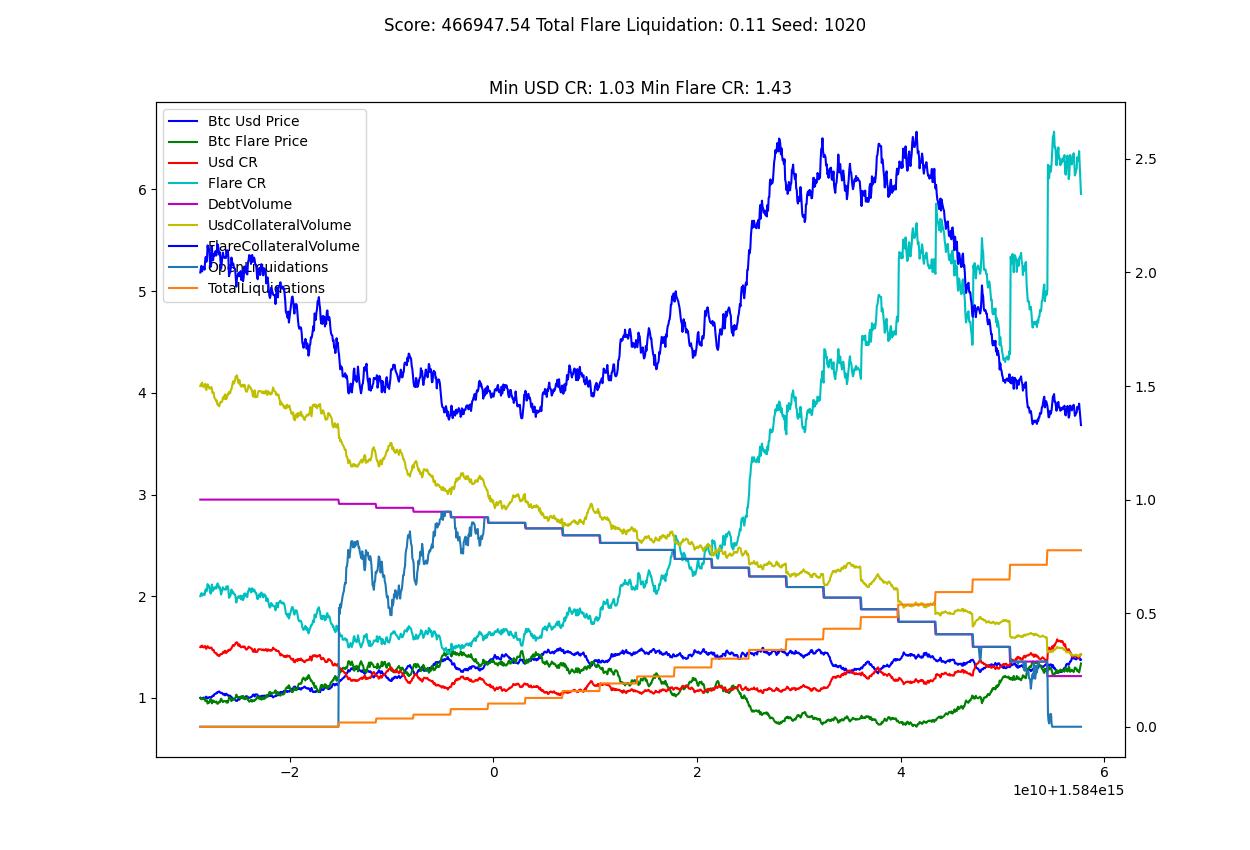 Score: 466947.54 Total Flare Liquidation: 0.11 Seed: 1020
Min USD CR: 1.03 Min Flare CR: 1.43
Btc Usd Price
Btc Flare Price
Usd CR
Flare CR
DebtVolume
UsdCollateralVolume
FlareCollateralVolume
OpenLiquidations
TotalLiquidations
6
5
4
3
2
1
2.5
2.0
1.5
1.0
0.5
0.0
−2
0
2
4
6
1e10+1.584e15